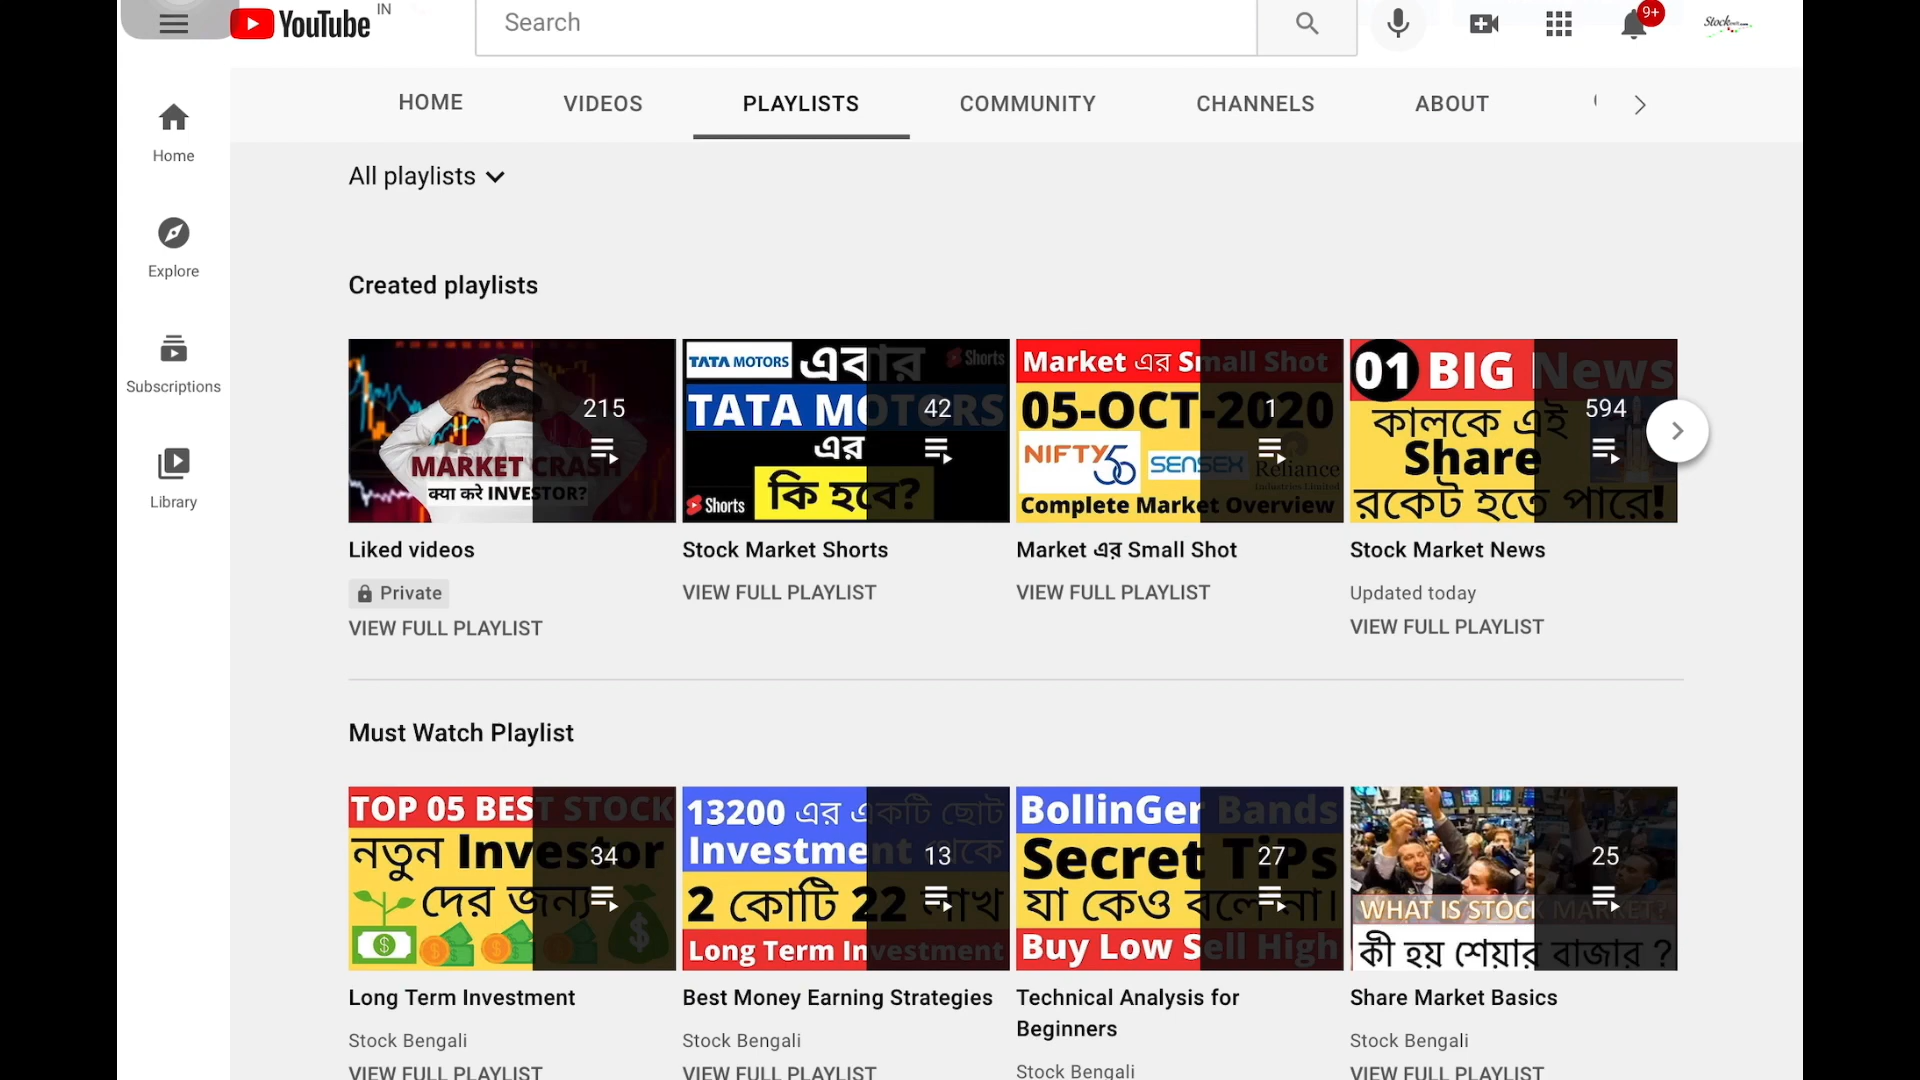 YouTube IN
Search
9+
HOME VIDEOS PLAYLISTS COMMUNITY CHANNELS ABOUT
Home
Explore
Subscriptions
Library
All playlists
Created playlists
MARKET CRASH
क्या करे INVESTOR?
215
TATA MOTORS এবার
Shorts
TATA MOTORS
এর
Shorts কি হবে?
42
Market এর Small Shot
05-OCT-2020
NIFTY50 SENSEX Reliance
Industries Limited
Complete Market Overview
1
01 BIG News
কালকে এই
Share
রকেট হতে পারে!
594
Liked videos
Private
VIEW FULL PLAYLIST
Stock Market Shorts
VIEW FULL PLAYLIST
Market এর Small Shot
VIEW FULL PLAYLIST
Stock Market News
Updated today
VIEW FULL PLAYLIST
Must Watch Playlist
TOP 05 BEST STOCK
নতুন Investor
দের জন্য
34
13200 এর একটি ছোট
Investment থেকে
2 কোটি 22 লাখ
Long Term Investment
13
BollinGer Bands
Secret TiPs
যা কেও বলে না।
Buy Low Sell High
27
WHAT IS STOCK MARKET?
কী হয় শেয়ার বাজার ?
25
Long Term Investment
Stock Bengali
VIEW FULL PLAYLIST
Best Money Earning Strategies
Stock Bengali
VIEW FULL PLAYLIST
Technical Analysis for
Beginners
Stock Bengali
Share Market Basics
Stock Bengali
VIEW FULL PLAYLIST